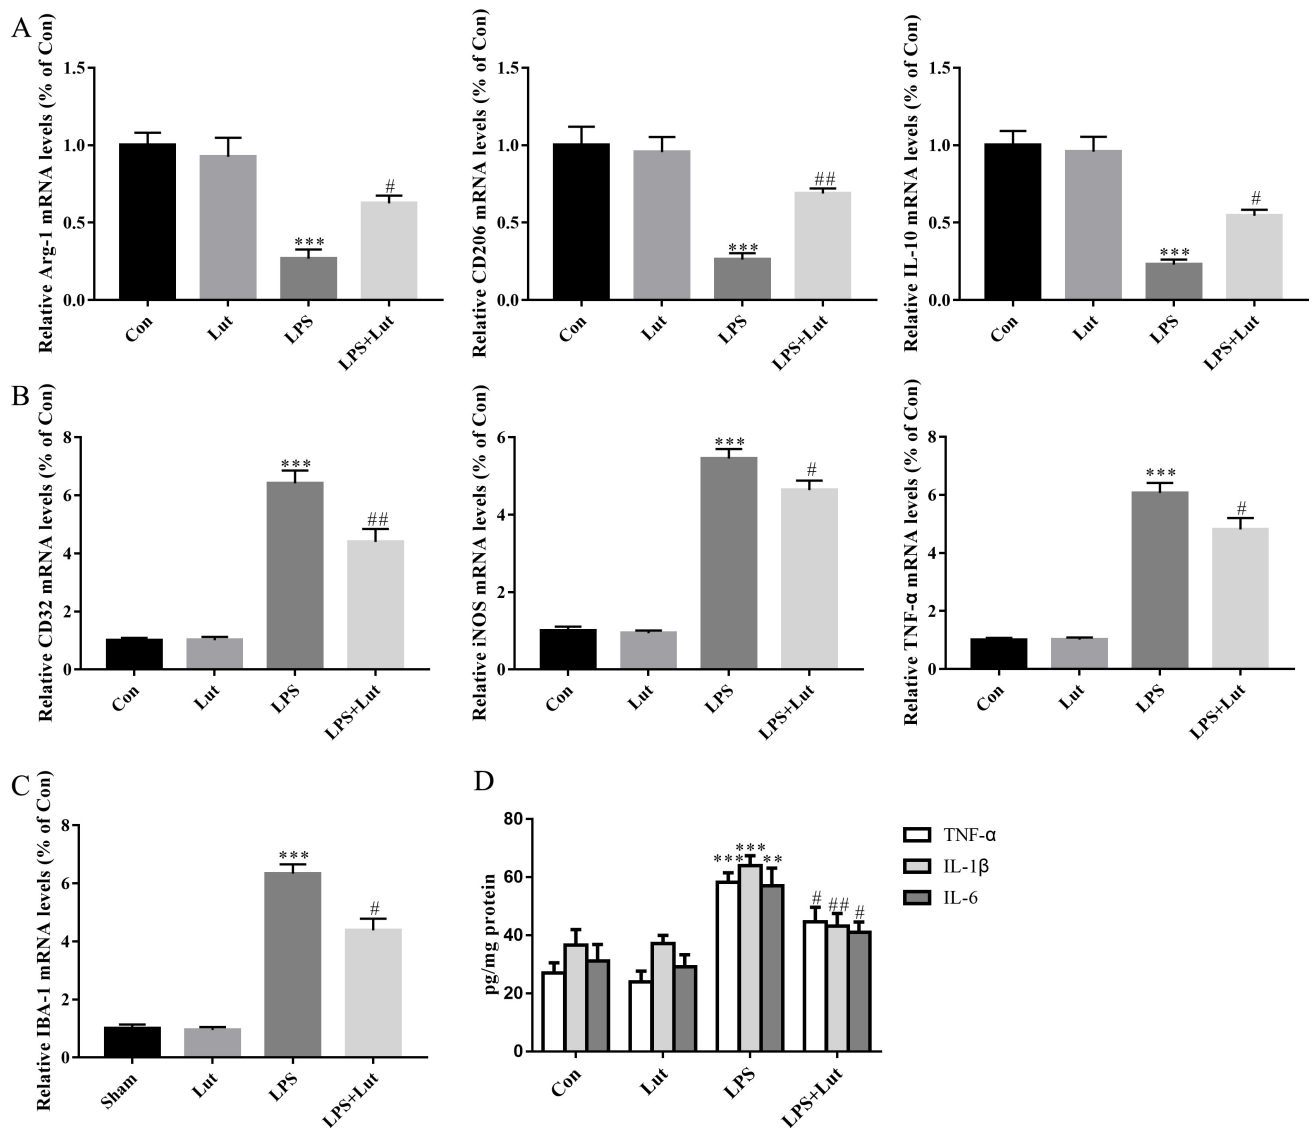 A
Relative Arg-1 mRNA levels (% of Con)
1.5
1.0
0.5
0.0
***
#
Con
Lut
LPS
LPS+Lut
Relative CD206 mRNA levels (% of Con)
1.5
1.0
0.5
0.0
***
##
Con
Lut
LPS
LPS+Lut
Relative IL-10 mRNA levels (% of Con)
1.5
1.0
0.5
0.0
***
#
Con
Lut
LPS
LPS+Lut
B
Relative CD32 mRNA levels (% of Con)
8
6
4
2
0
***
##
Con
Lut
LPS
LPS+Lut
Relative iNOS mRNA levels (% of Con)
6
4
2
0
***
#
Con
Lut
LPS
LPS+Lut
Relative TNF-α mRNA levels (% of Con)
8
6
4
2
0
***
#
Con
Lut
LPS
LPS+Lut
C
Relative IBA-1 mRNA levels (% of Con)
8
6
4
2
0
***
#
Sham
Lut
LPS
LPS+Lut
D
pg/mg protein
80
60
40
20
0
***
***
**
#
##
#
Con
Lut
LPS
LPS+Lut
TNF-α
IL-1β
IL-6